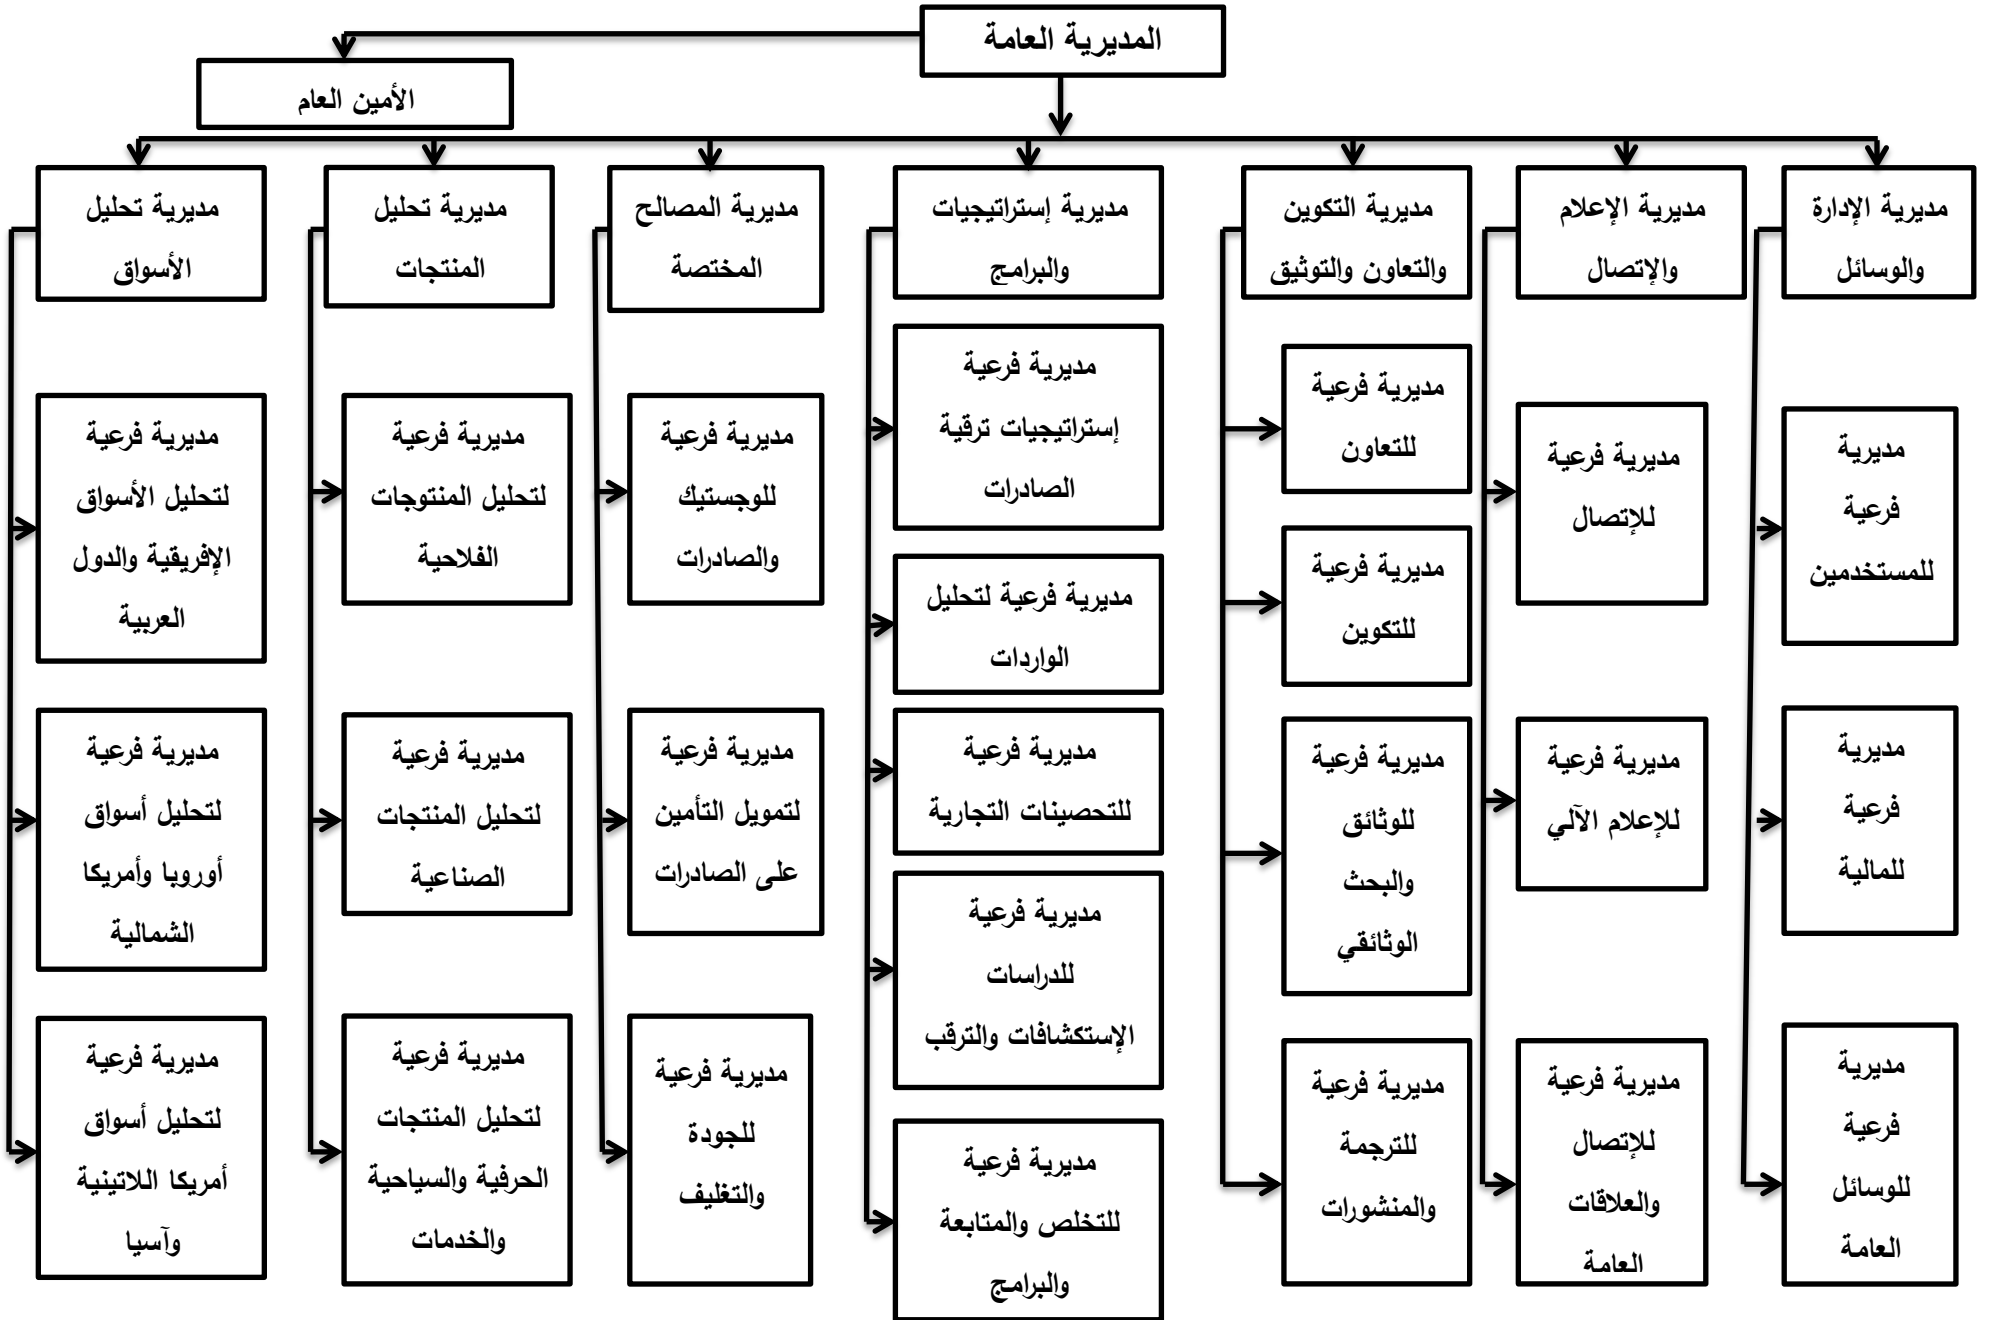 المديرية العامة
الأمين العام
مديرية الإدارة
والوسائل
مديرية الإعلام
والإتصال
مديرية التكوين
والتعاون والتوثيق
مديرية إستراتيجيات
والبرامج
مديرية المصالح
المختصة
مديرية تحليل
المنتجات
مديرية تحليل
الأسواق
مديرية
فرعية
للمستخدمين
مديرية
فرعية
للمالية
مديرية
فرعية
للوسائل
العامة
مديرية فرعية
للإتصال
مديرية فرعية
للإعلام الآلي
مديرية فرعية
للإتصال
والعلاقات
العامة
مديرية فرعية
للتعاون
مديرية فرعية
للتكوين
مديرية فرعية
للوثائق
والبحث
الوثائقي
مديرية فرعية
للترجمة
والمنشورات
مديرية فرعية
إستراتيجيات ترقية
الصادرات
مديرية فرعية لتحليل
الواردات
مديرية فرعية
للتحصينات التجارية
مديرية فرعية
للدراسات
الإستكشافات والترقب
مديرية فرعية
للتخلص والمتابعة
والبرامج
مديرية فرعية
للوجستيك
والصادرات
مديرية فرعية
لتمويل التأمين
على الصادرات
مديرية فرعية
للجودة
والتغليف
مديرية فرعية
لتحليل المنتوجات
الفلاحية
مديرية فرعية
لتحليل المنتجات
الصناعية
مديرية فرعية
لتحليل المنتجات
الحرفية والسياحية
والخدمات
مديرية فرعية
لتحليل الأسواق
الإفريقية والدول
العربية
مديرية فرعية
لتحليل أسواق
أوروبا وأمريكا
الشمالية
مديرية فرعية
لتحليل أسواق
أمريكا اللاتينية
وآسيا